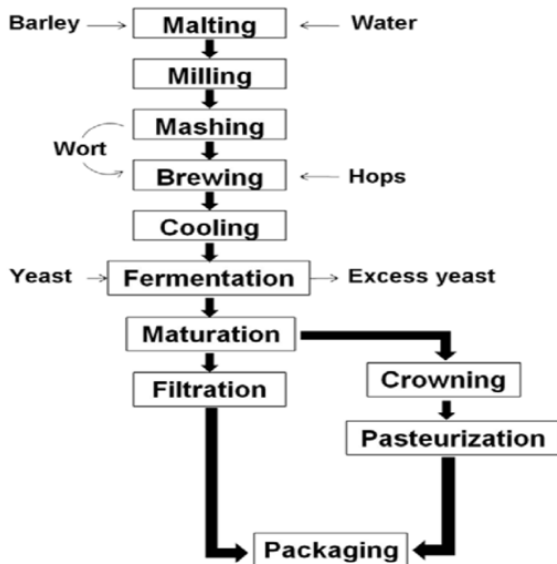 Barley Malting Water
Milling
Mashing
Wort
Brewing Hops
Cooling
Yeast Fermentation Excess yeast
Maturation
Crowning
Filtration
Pasteurization
Packaging